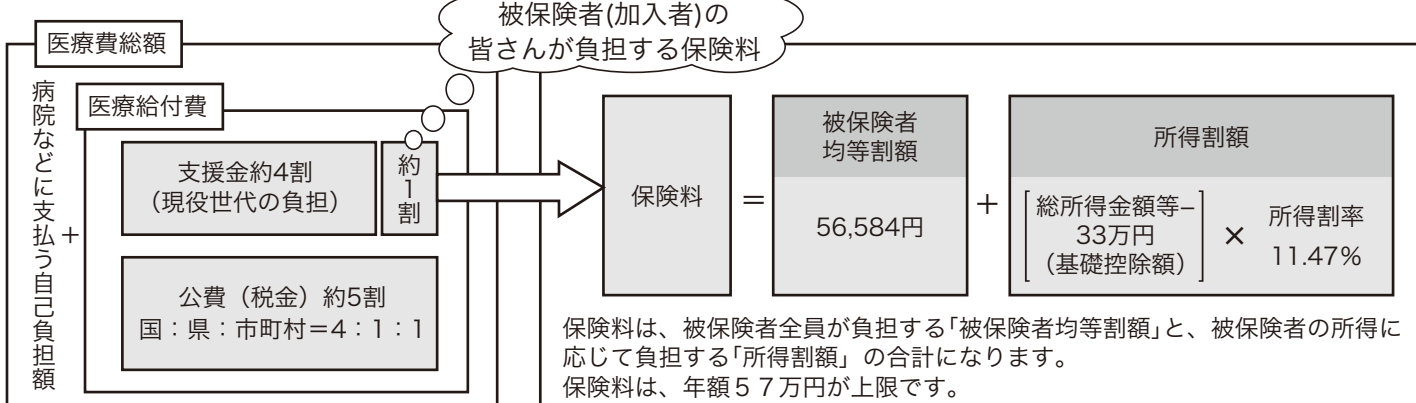 被保険者(加入者)の
皆さんが負担する保険料
医療費総額
病院などに支払う自己負担額
+
医療給付費
支援金約4割
（現役世代の負担）
約1割
公費（税金）約5割
国：県：市町村＝4：1：1
保険料
＝
被保険者
均等割額
56,584円
+
所得割額
総所得金額等−
33万円
（基礎控除額）
×
所得割率
11.47%
保険料は、被保険者全員が負担する｢被保険者均等割額｣と、被保険者の所得に
応じて負担する｢所得割額」の合計になります。
保険料は、年額５７万円が上限です。